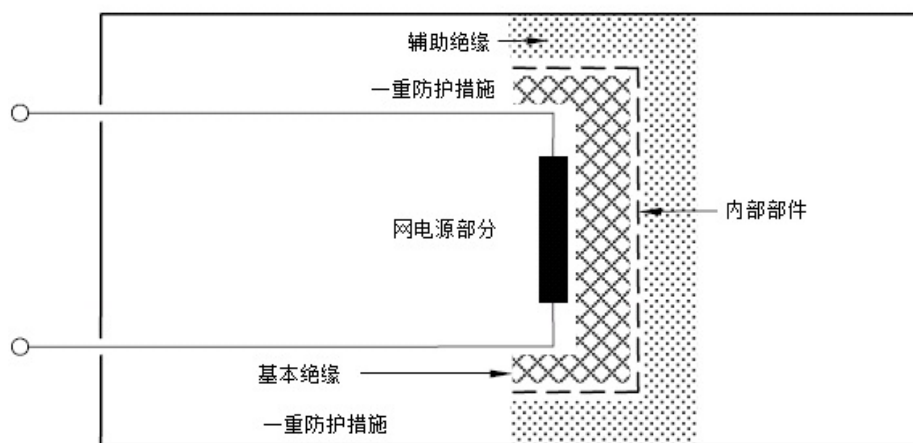 辅助绝缘
一重防护措施
网电源部分
内部部件
基本绝缘
一重防护措施